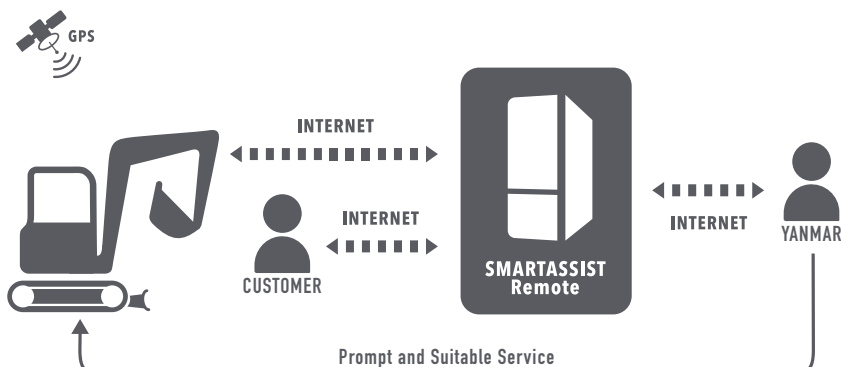 GPS
INTERNET
INTERNET
CUSTOMER
SMARTASSIST
Remote
INTERNET
YANMAR
Prompt and Suitable Service